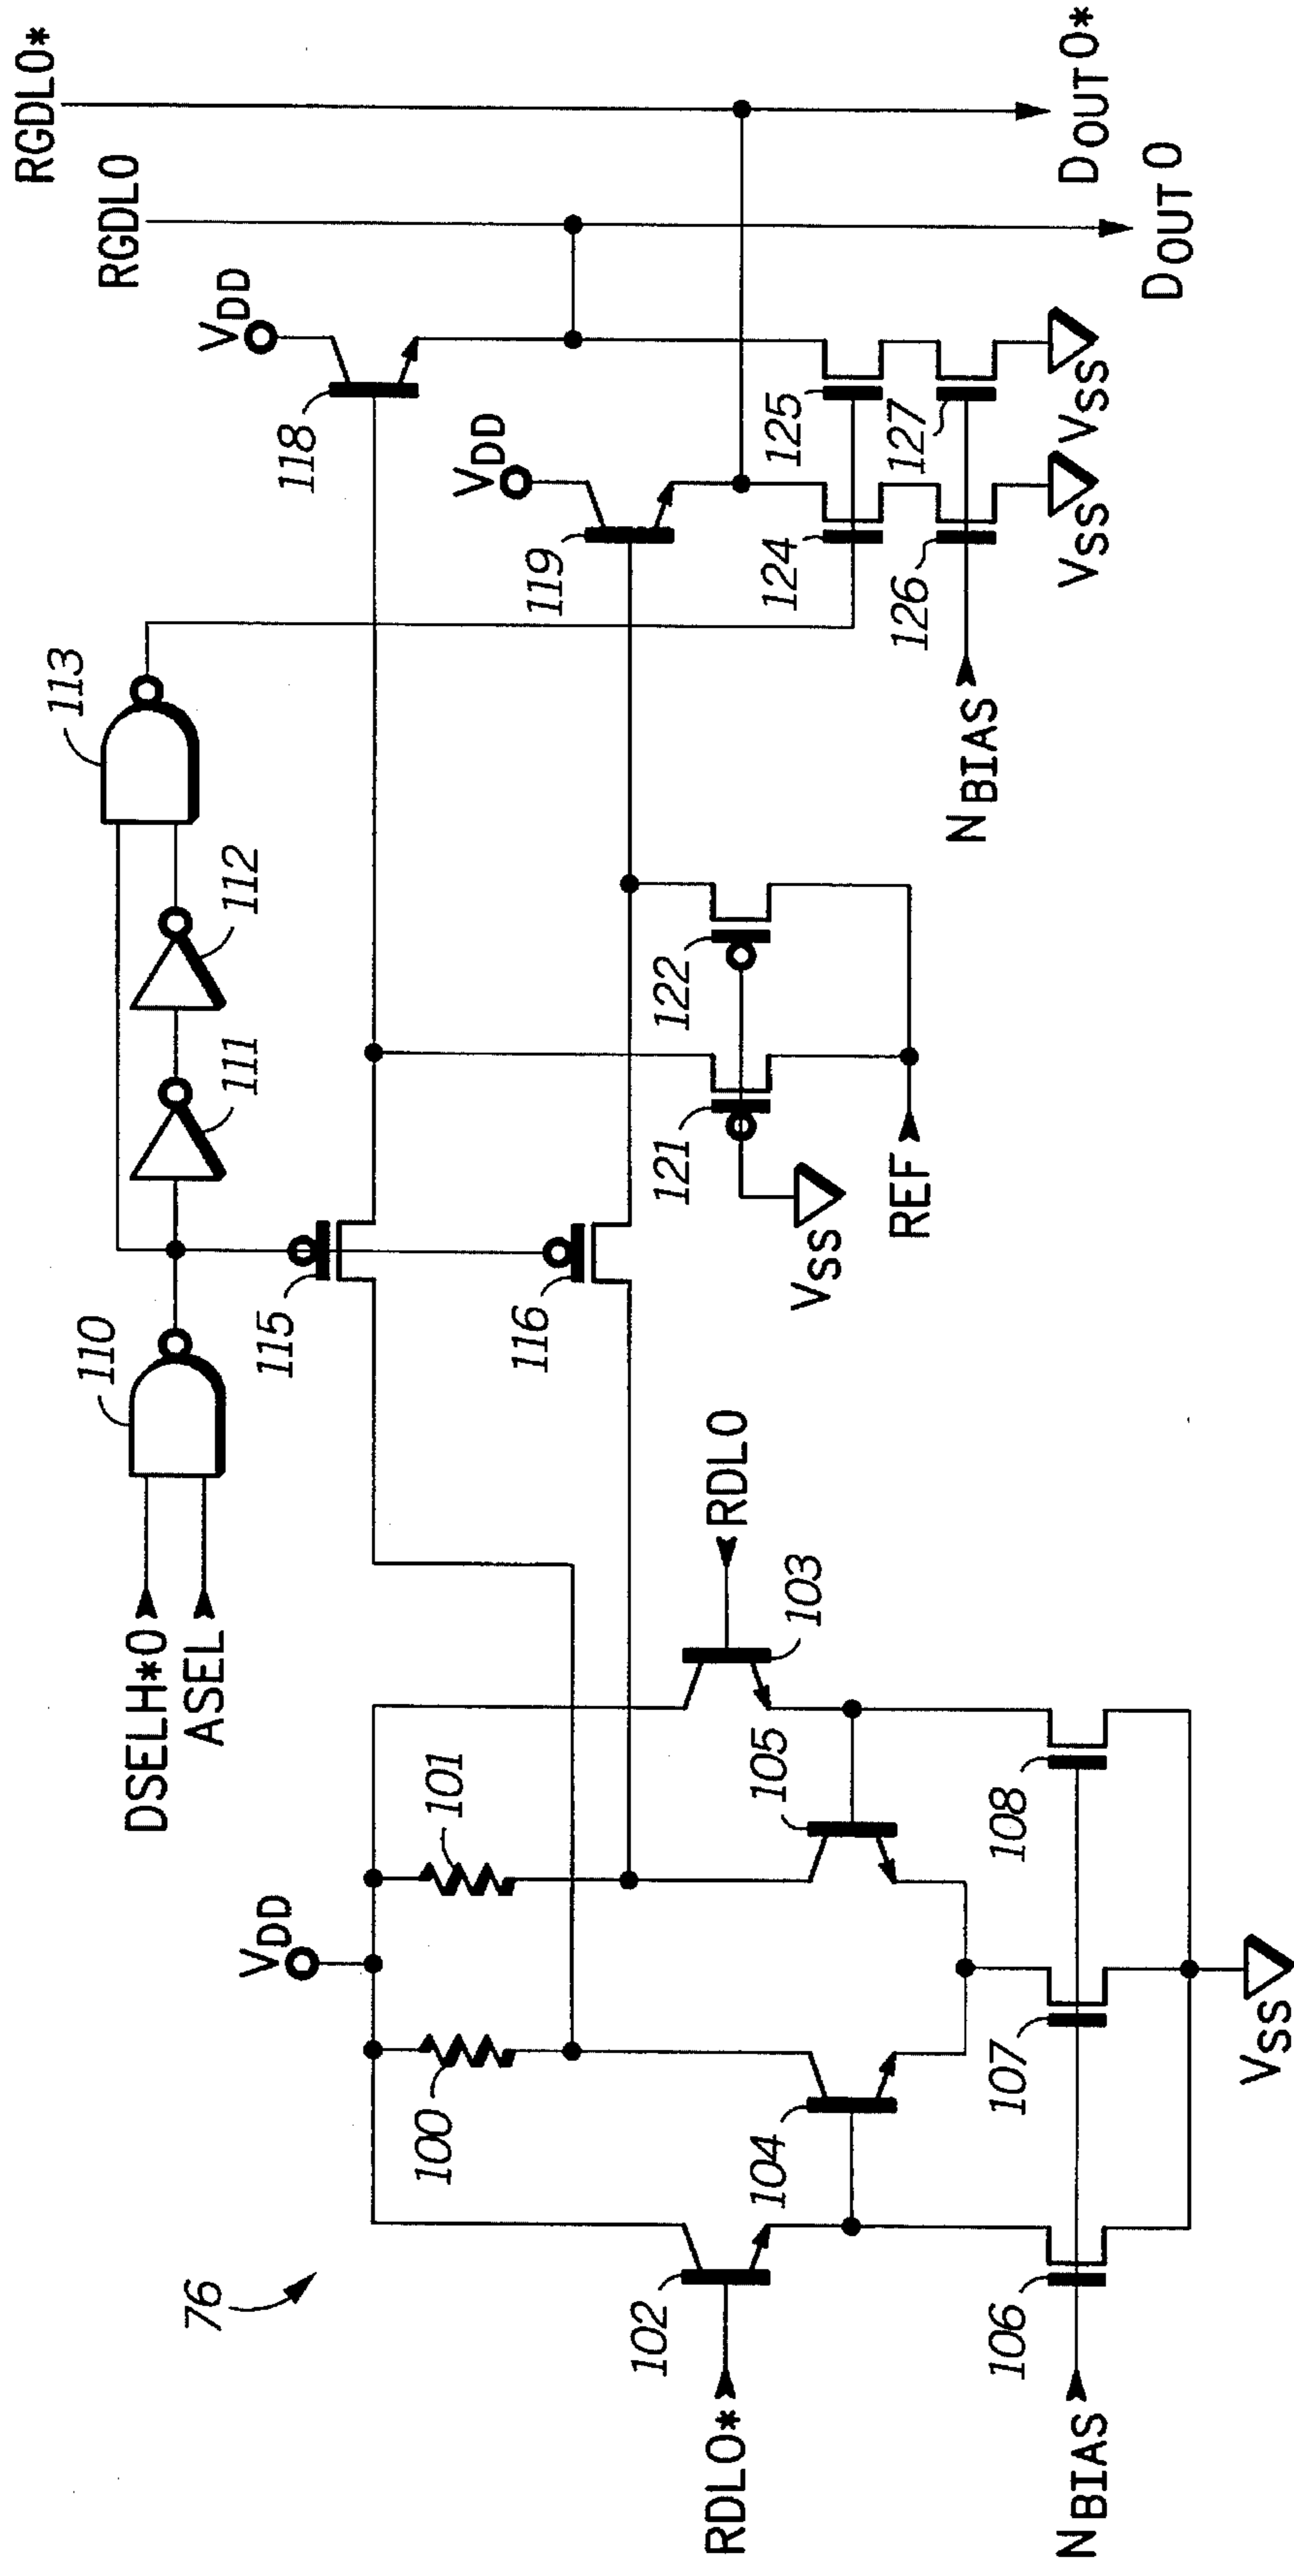 76
VDD
100
101
102
RDL0*
103
RDL0
104
105
106
107
108
NBIAS
VSS
DSELH*0
ASEL
110
111
112
113
115
116
118
VDD
119
VDD
121
122
VSS
REF
124
125
126
127
NBIAS
VSS
VSS
RGDL0
RGDL0*
DOUT0
DOUT0*